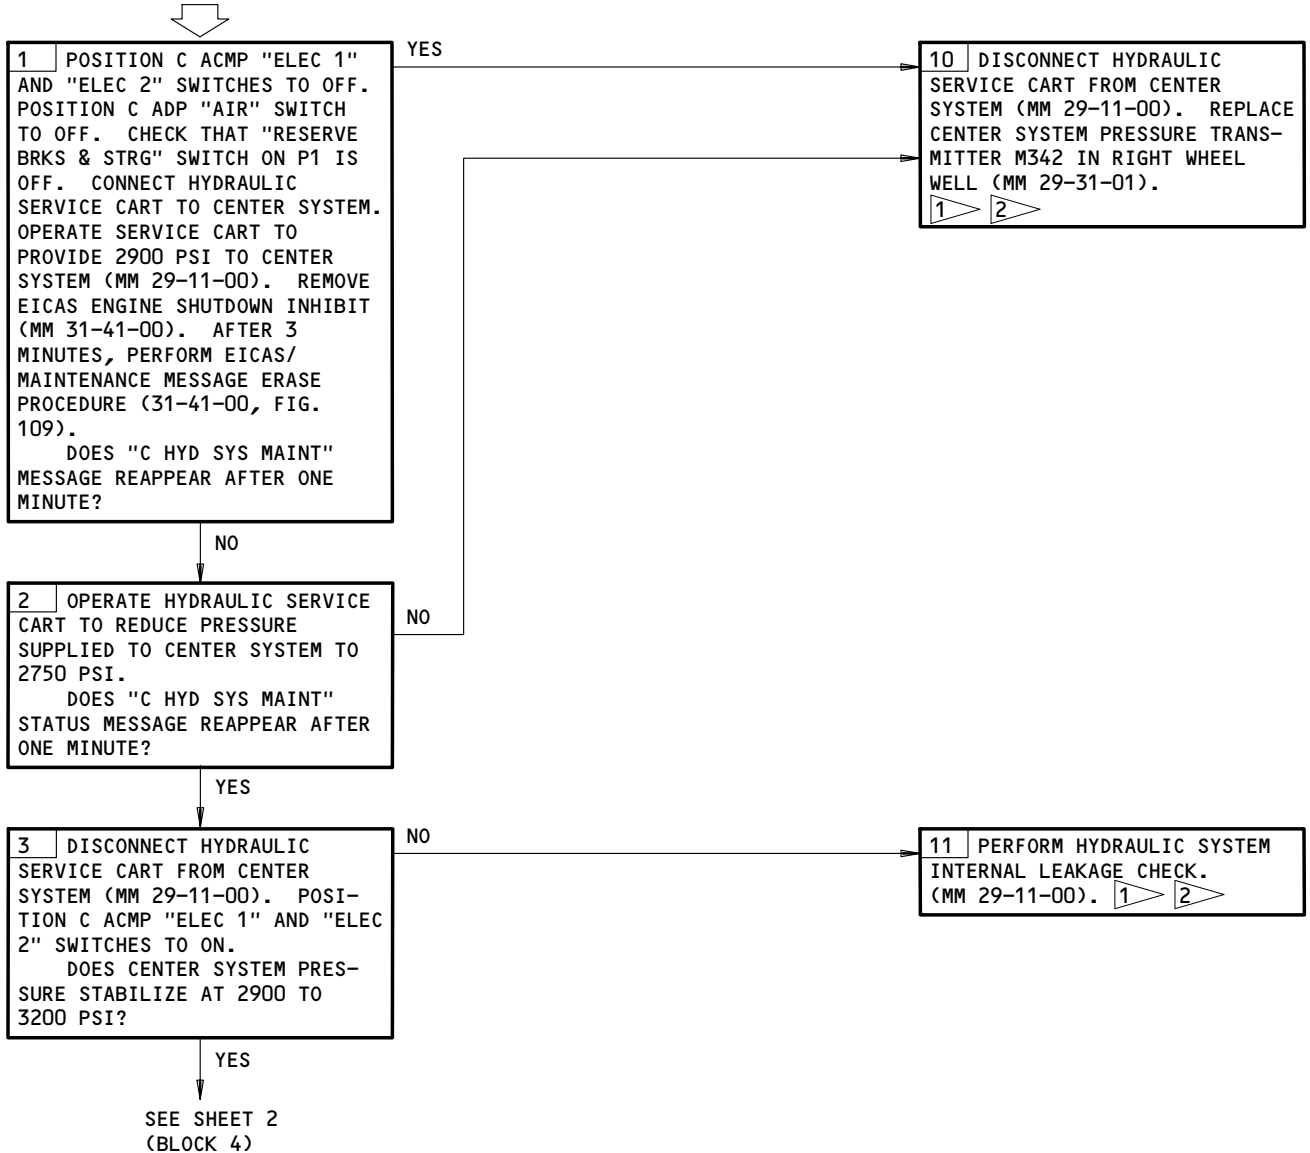 1 POSITION C ACMP "ELEC 1"
AND "ELEC 2" SWITCHES TO OFF.
POSITION C ADP "AIR" SWITCH
TO OFF. CHECK THAT "RESERVE
BRKS & STRG" SWITCH ON P1 IS
OFF. CONNECT HYDRAULIC
SERVICE CART TO CENTER SYSTEM.
OPERATE SERVICE CART TO
PROVIDE 2900 PSI TO CENTER
SYSTEM (MM 29-11-00). REMOVE
EICAS ENGINE SHUTDOWN INHIBIT
(MM 31-41-00). AFTER 3
MINUTES, PERFORM EICAS/
MAINTENANCE MESSAGE ERASE
PROCEDURE (31-41-00, FIG.
109).
DOES "C HYD SYS MAINT"
MESSAGE REAPPEAR AFTER ONE
MINUTE?
YES
10 DISCONNECT HYDRAULIC
SERVICE CART FROM CENTER
SYSTEM (MM 29-11-00). REPLACE
CENTER SYSTEM PRESSURE TRANS-
MITTER M342 IN RIGHT WHEEL
WELL (MM 29-31-01).
1 2
NO
2 OPERATE HYDRAULIC SERVICE
CART TO REDUCE PRESSURE
SUPPLIED TO CENTER SYSTEM TO
2750 PSI.
DOES "C HYD SYS MAINT"
STATUS MESSAGE REAPPEAR AFTER
ONE MINUTE?
NO
YES
3 DISCONNECT HYDRAULIC
SERVICE CART FROM CENTER
SYSTEM (MM 29-11-00). POSI-
TION C ACMP "ELEC 1" AND "ELEC
2" SWITCHES TO ON.
DOES CENTER SYSTEM PRES-
SURE STABILIZE AT 2900 TO
3200 PSI?
NO
11 PERFORM HYDRAULIC SYSTEM
INTERNAL LEAKAGE CHECK.
(MM 29-11-00). 1 2
YES
SEE SHEET 2
(BLOCK 4)